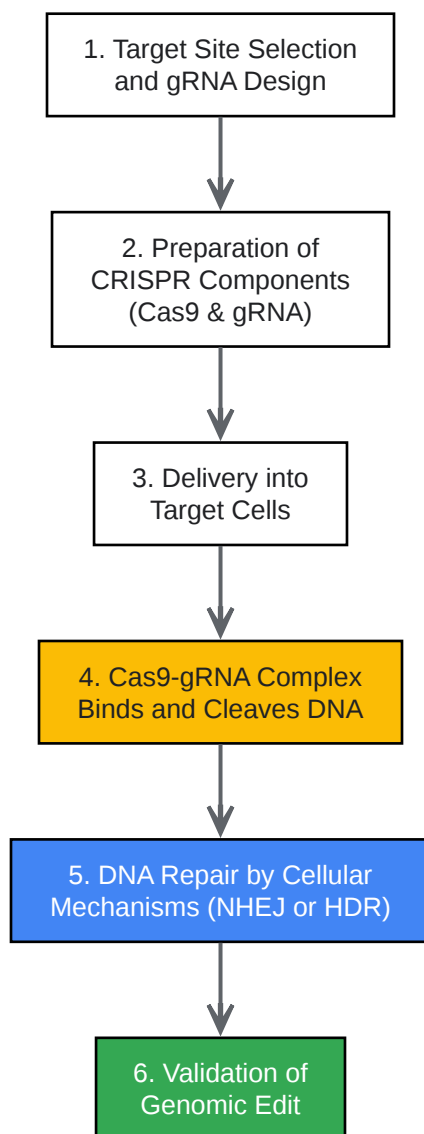 1. Target Site Selection
and gRNA Design
2. Preparation of
CRISPR Components
(Cas9 & gRNA)
3. Delivery into
Target Cells
4. Cas9-gRNA Complex
Binds and Cleaves DNA
5. DNA Repair by Cellular
Mechanisms (NHEJ or HDR)
6. Validation of
Genomic Edit